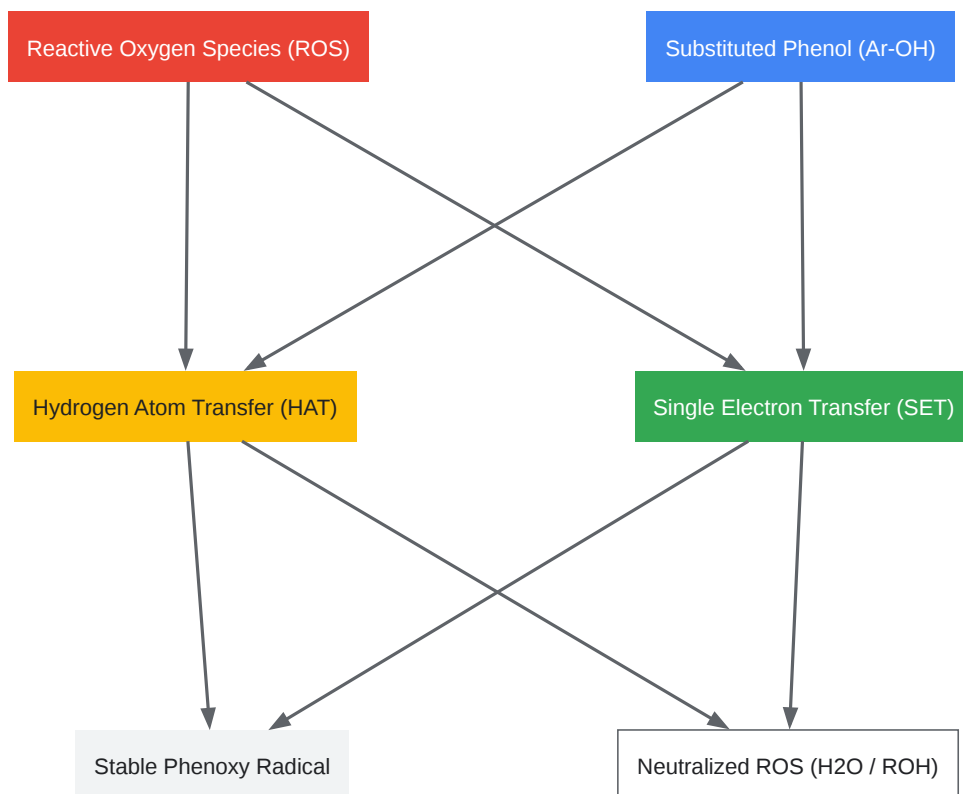 Reactive Oxygen Species (ROS)
Substituted Phenol (Ar-OH)
Hydrogen Atom Transfer (HAT)
Single Electron Transfer (SET)
Stable Phenoxy Radical
Neutralized ROS (H2O / ROH)